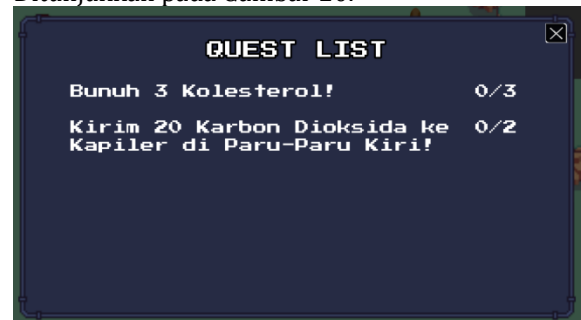 Ditunjukkan pada Gambar 20.
QUEST LIST
Bunuh 3 Kolesterol! 0/3
Kirim 20 Karbon Dioksida ke 0/2
Kapiler di Paru-Paru Kiri!